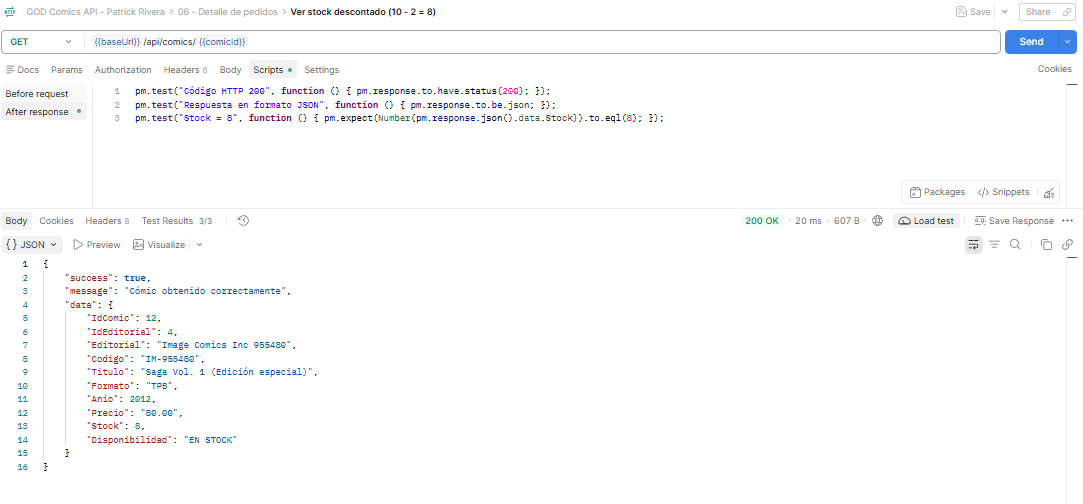 GOD Comics API - Patrick Rivera > 06 - Detalle de pedidos > Ver stock descontado (10 - 2 = 8)
Save
Share
GET
{{baseUrl}} /api/comics/ {{comicId}}
Send
Docs Params Authorization Headers 6 Body Scripts Settings
Cookies
Before request
After response
1 pm.test("Código HTTP 200", function () { pm.response.to.have.status(200); });
2 pm.test("Respuesta en formato JSON", function () { pm.response.to.be.json; });
3 pm.test("Stock = 8", function () { pm.expect(Number(pm.response.json().data.Stock)).to.eql(8); });
Packages Snippets
Body Cookies Headers 8 Test Results 3/3
200 OK • 20 ms • 607 B • Load test Save Response
{} JSON Preview Visualize
1 {
2 "success": true,
3 "message": "Cómic obtenido correctamente",
4 "data": {
5 "IdComic": 12,
6 "IdEditorial": 4,
7 "Editorial": "Image Comics Inc 955480",
8 "Codigo": "IM-955480",
9 "Titulo": "Saga Vol. 1 (Edición especial)",
10 "Formato": "TPB",
11 "Anio": 2012,
12 "Precio": "80.00",
13 "Stock": 8,
14 "Disponibilidad": "EN STOCK"
15 }
16 }